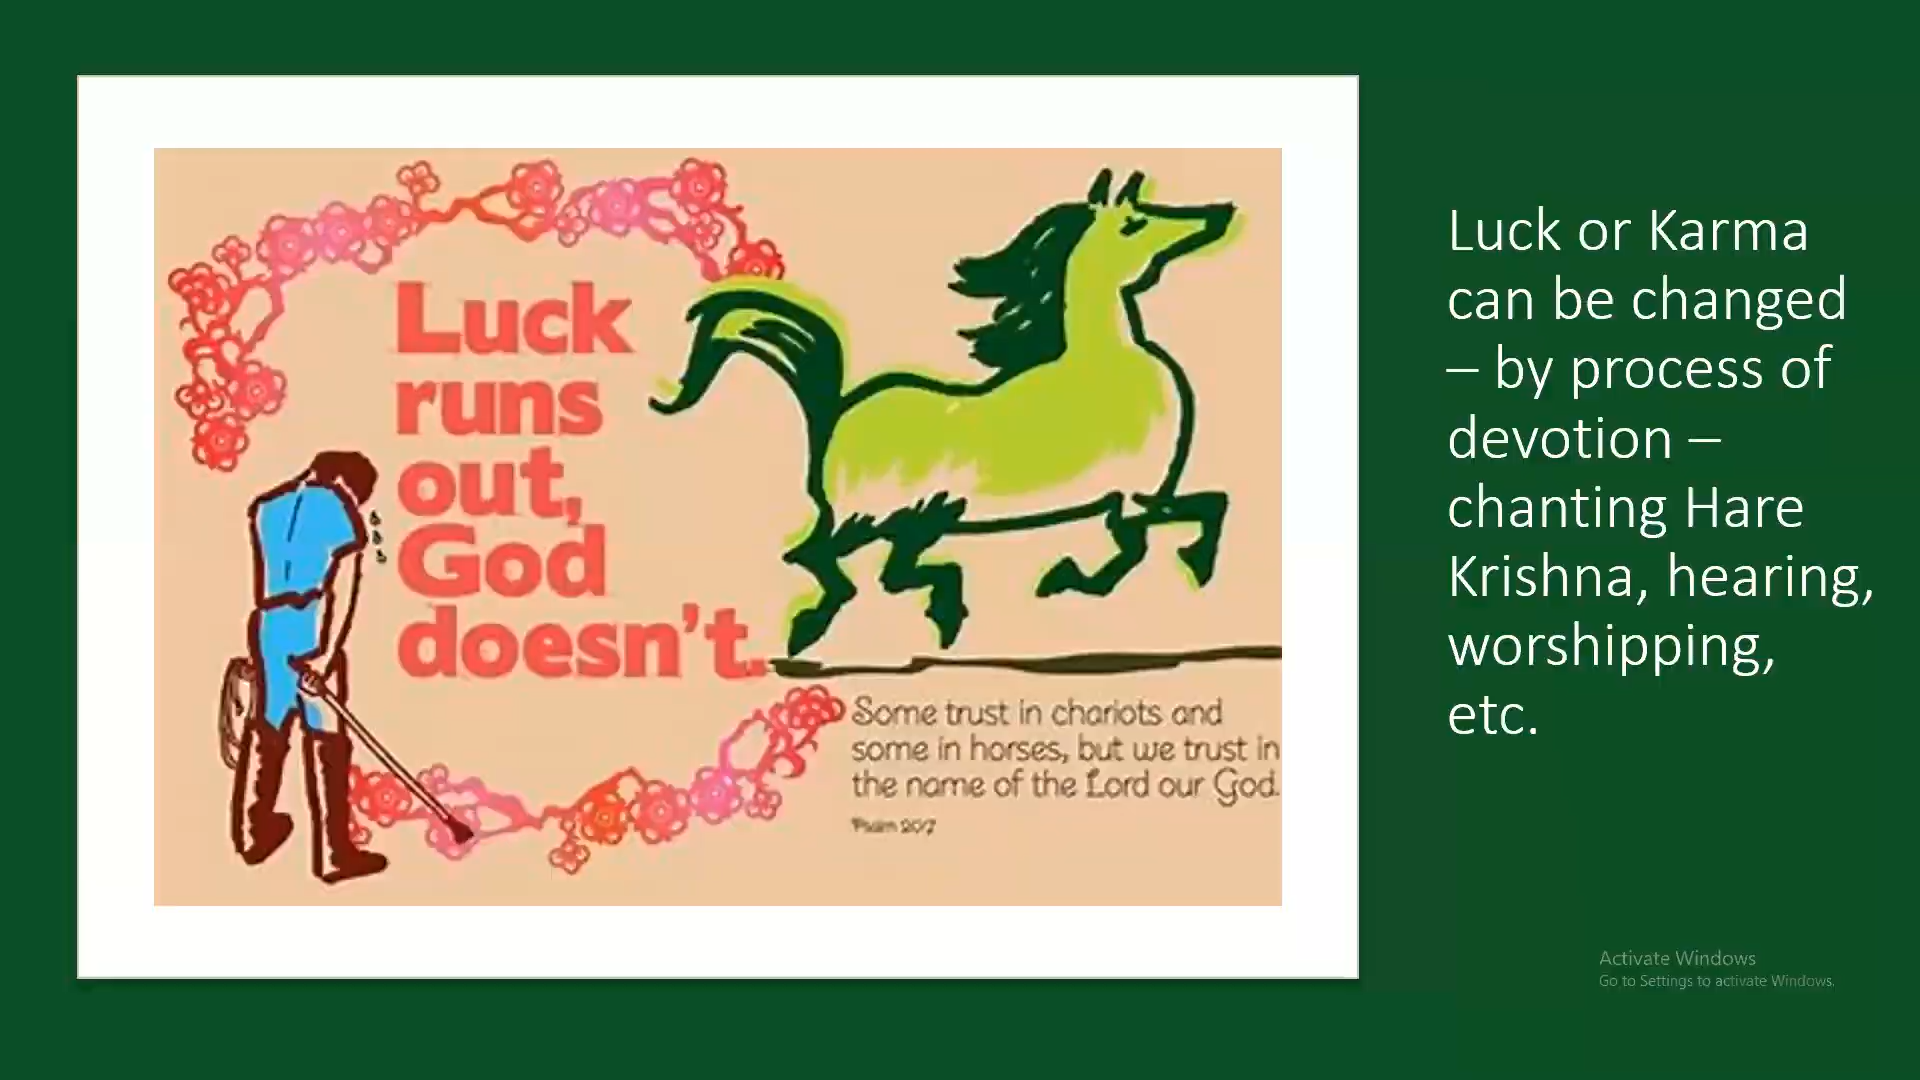 Luck
runs
out,
God
doesn't.
Some trust in chariots and
some in horses, but we trust in
the name of the Lord our God.
Psalm 20:7
Luck or Karma
can be changed
– by process of
devotion –
chanting Hare
Krishna, hearing,
worshipping,
etc.
Activate Windows
Go to Settings to activate Windows.